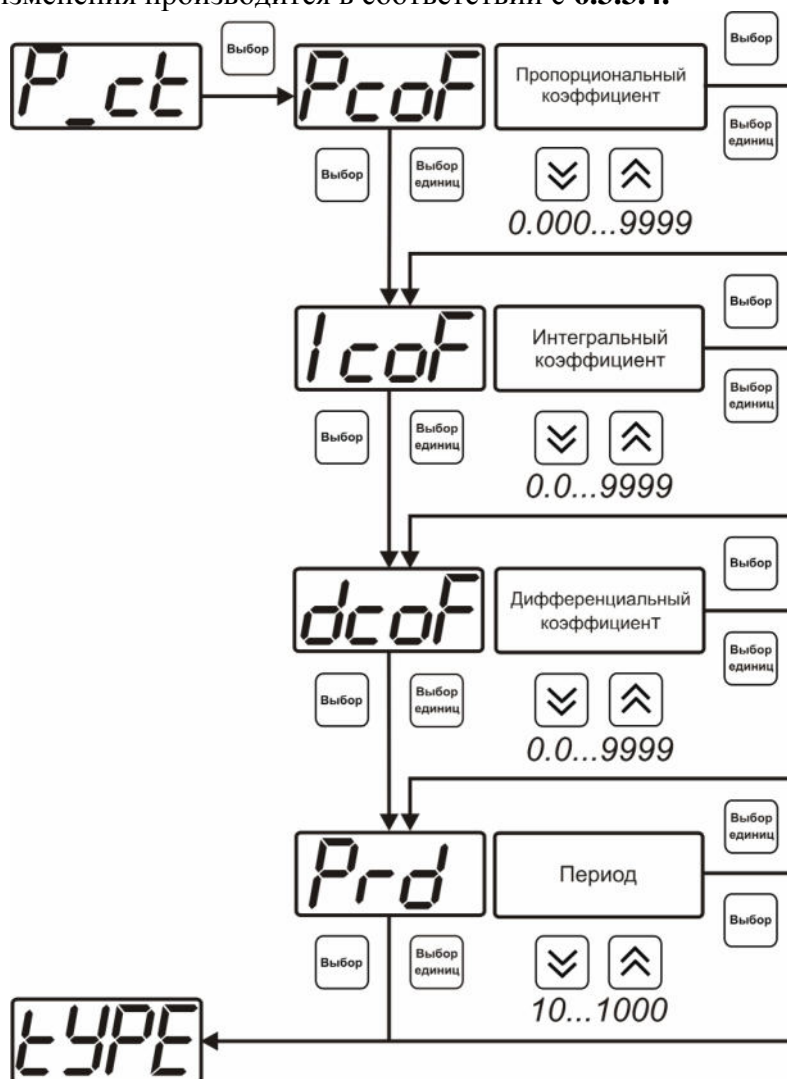 изменения производится в соответствии с 6.3.3.4.
P_ct
Выбор
PcoF
Пропорциональный
коэффициент
Выбор
Выбор
единиц
Выбор
Выбор
единиц
0.000...9999
IcoF
Интегральный
коэффициент
Выбор
Выбор
единиц
Выбор
Выбор
единиц
0.0...9999
dcoF
Дифференциальный
коэффициент
Выбор
Выбор
единиц
Выбор
Выбор
единиц
0.0...9999
Prd
Период
Выбор
единиц
Выбор
Выбор
Выбор
единиц
10...1000
tYPE